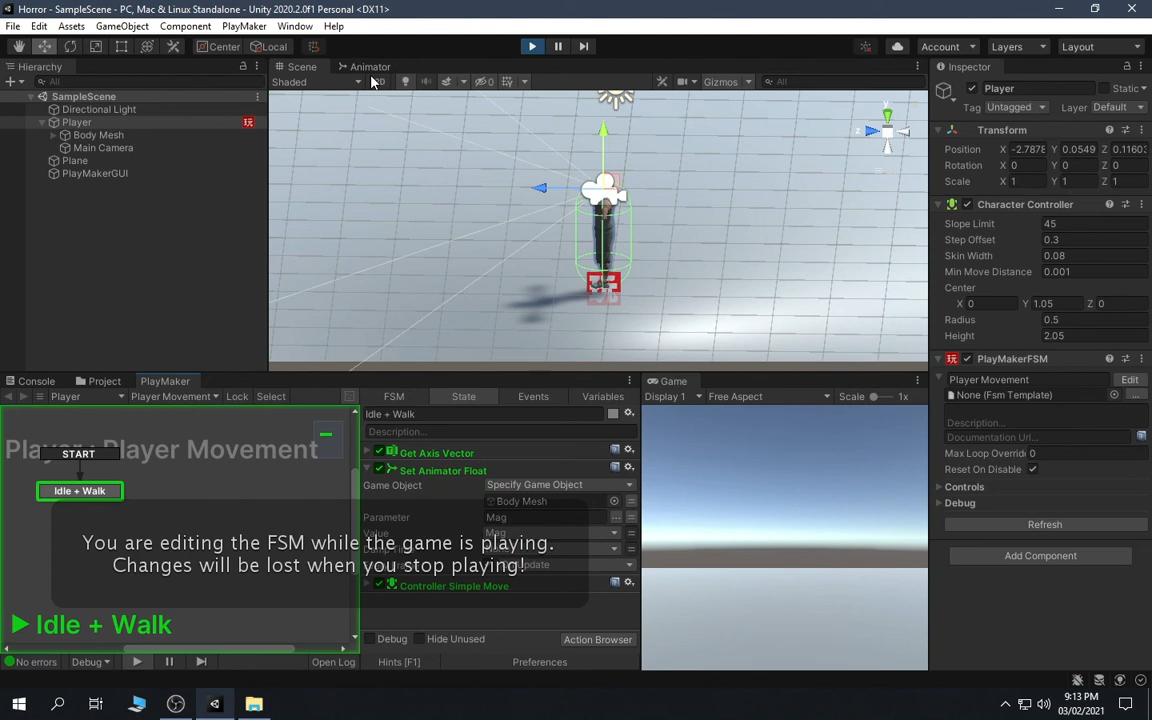 Horror - SampleScene - PC, Mac & Linux Standalone - Unity 2020.2.0f1 Personal <DX11>
File Edit Assets GameObject Component PlayMaker Window Help
Center Local Account Layers Layout
Hierarchy Scene Animator Inspector
All Shaded 2D 0 Gizmos All
SampleScene
Directional Light
Player
Body Mesh
Main Camera
Plane
PlayMakerGUI
y
z
Player Static
Tag Untagged Layer Default
Transform
Position X -2.7878 Y 0.0549 Z 0.1160
Rotation X 0 Y 0 Z 0
Scale X 1 Y 1 Z 1
Character Controller
Slope Limit 45
Step Offset 0.3
Skin Width 0.08
Min Move Distance 0.001
Center
X 0 Y 1.05 Z 0
Radius 0.5
Height 2.05
PlayMakerFSM
Player Movement Edit
None (Fsm Template) ...
Description...
Documentation Url...
Max Loop Override 0
Reset On Disable
Controls
Debug
Refresh
Add Component
Console Project PlayMaker
Player Player Movement Lock Select
Player : Player Movement
START
Idle + Walk
You are editing the FSM while the game is playing.
Changes will be lost when you stop playing!
Idle + Walk
No errors Debug Open Log
FSM State Events Variables
Idle + Walk
Description...
Get Axis Vector
Set Animator Float
Game Object Specify Game Object
Body Mesh
Parameter Mag
Value Mag
Controller Simple Move
Debug Hide Unused Action Browser
Hints [F1] Preferences
Game
Display 1 Free Aspect Scale 1x
9:13 PM
03/02/2021